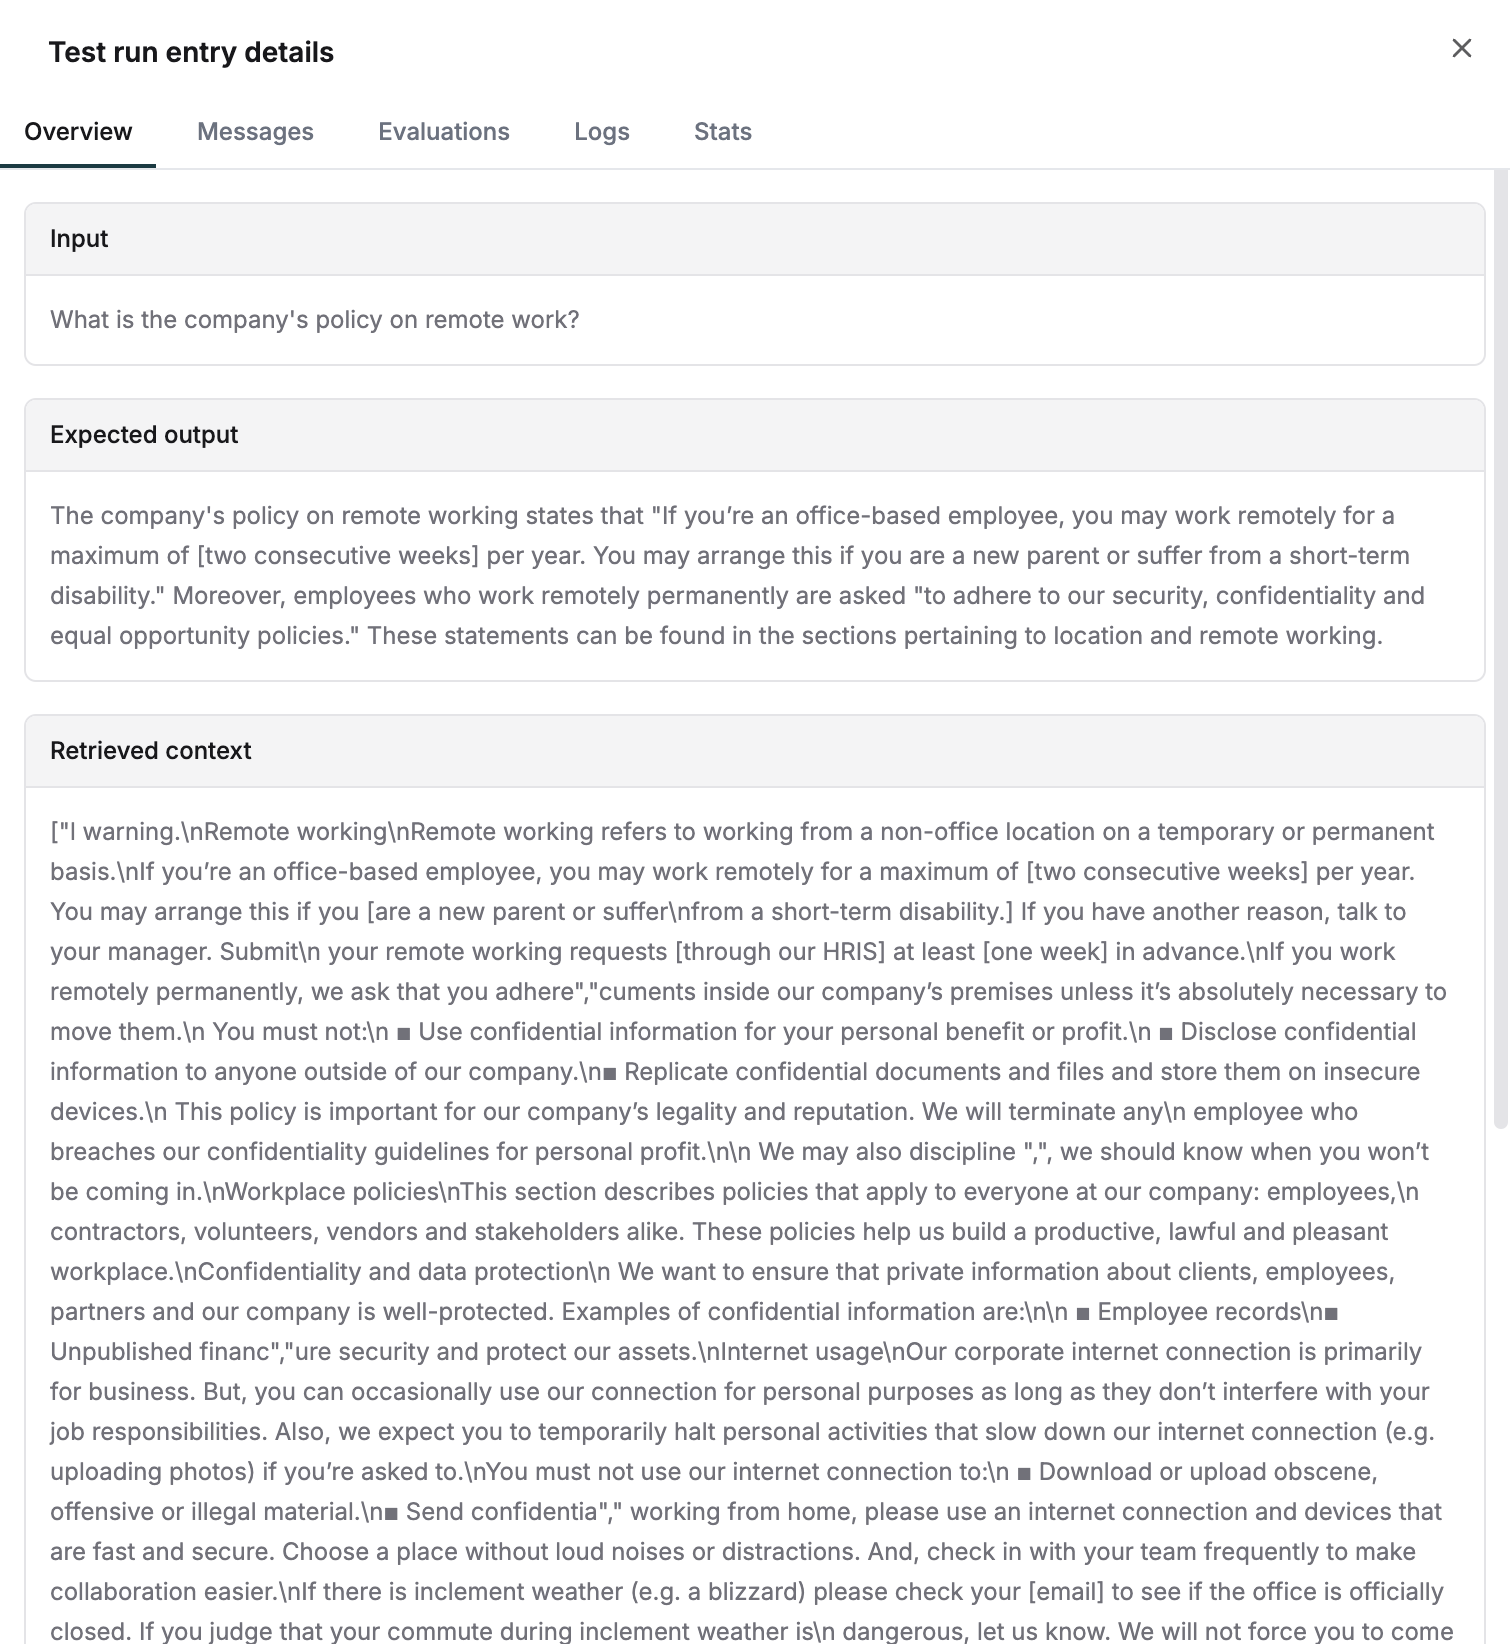 Test run entry details
Overview
Messages
Evaluations
Logs
Stats
Input
What is the company's policy on remote work?
Expected output
The company's policy on remote working states that "If you’re an office-based employee, you may work remotely for a
maximum of [two consecutive weeks] per year. You may arrange this if you are a new parent or suffer from a short-term
disability." Moreover, employees who work remotely permanently are asked "to adhere to our security, confidentiality and
equal opportunity policies." These statements can be found in the sections pertaining to location and remote working.
Retrieved context
["I warning.\nRemote working\nRemote working refers to working from a non-office location on a temporary or permanent
basis.\nIf you’re an office-based employee, you may work remotely for a maximum of [two consecutive weeks] per year.
You may arrange this if you [are a new parent or suffer\nfrom a short-term disability.] If you have another reason, talk to
your manager. Submit\n your remote working requests [through our HRIS] at least [one week] in advance.\nIf you work
remotely permanently, we ask that you adhere","cuments inside our company’s premises unless it’s absolutely necessary to
move them.\n You must not:\n ■ Use confidential information for your personal benefit or profit.\n ■ Disclose confidential
information to anyone outside of our company.\n■ Replicate confidential documents and files and store them on insecure
devices.\n This policy is important for our company’s legality and reputation. We will terminate any\n employee who
breaches our confidentiality guidelines for personal profit.\n\n We may also discipline ",", we should know when you won’t
be coming in.\nWorkplace policies\nThis section describes policies that apply to everyone at our company: employees,\n
contractors, volunteers, vendors and stakeholders alike. These policies help us build a productive, lawful and pleasant
workplace.\nConfidentiality and data protection\n We want to ensure that private information about clients, employees,
partners and our company is well-protected. Examples of confidential information are:\n\n ■ Employee records\n■
Unpublished financ","ure security and protect our assets.\nInternet usage\nOur corporate internet connection is primarily
for business. But, you can occasionally use our connection for personal purposes as long as they don’t interfere with your
job responsibilities. Also, we expect you to temporarily halt personal activities that slow down our internet connection (e.g.
uploading photos) if you’re asked to.\nYou must not use our internet connection to:\n ■ Download or upload obscene,
offensive or illegal material.\n■ Send confidentia"," working from home, please use an internet connection and devices that
are fast and secure. Choose a place without loud noises or distractions. And, check in with your team frequently to make
collaboration easier.\nIf there is inclement weather (e.g. a blizzard) please check your [email] to see if the office is officially
closed. If you judge that your commute during inclement weather is\n dangerous, let us know. We will not force you to come